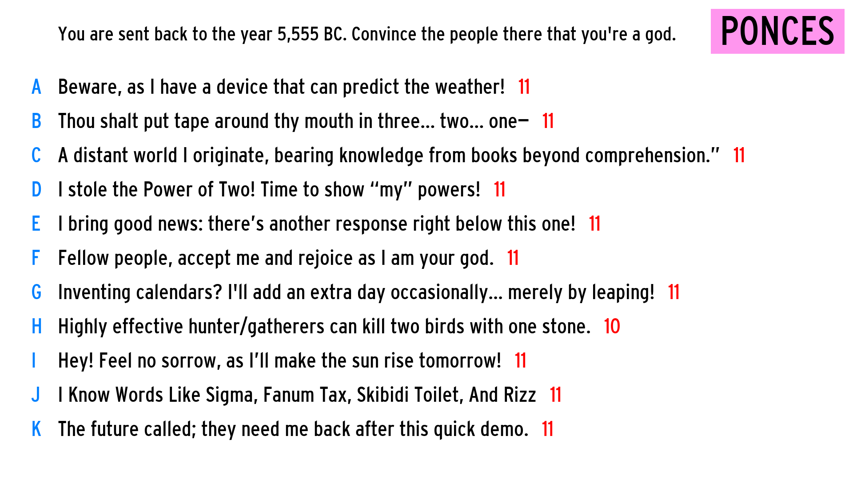 You are sent back to the year 5,555 BC. Convince the people there that you're a god.
PONCES
A Beware, as I have a device that can predict the weather! 11
B Thou shalt put tape around thy mouth in three... two... one– 11
C A distant world I originate, bearing knowledge from books beyond comprehension.” 11
D I stole the Power of Two! Time to show “my” powers! 11
E I bring good news: there’s another response right below this one! 11
F Fellow people, accept me and rejoice as I am your god. 11
G Inventing calendars? I'll add an extra day occasionally... merely by leaping! 11
H Highly effective hunter/gatherers can kill two birds with one stone. 10
I Hey! Feel no sorrow, as I’ll make the sun rise tomorrow! 11
J I Know Words Like Sigma, Fanum Tax, Skibidi Toilet, And Rizz 11
K The future called; they need me back after this quick demo. 11